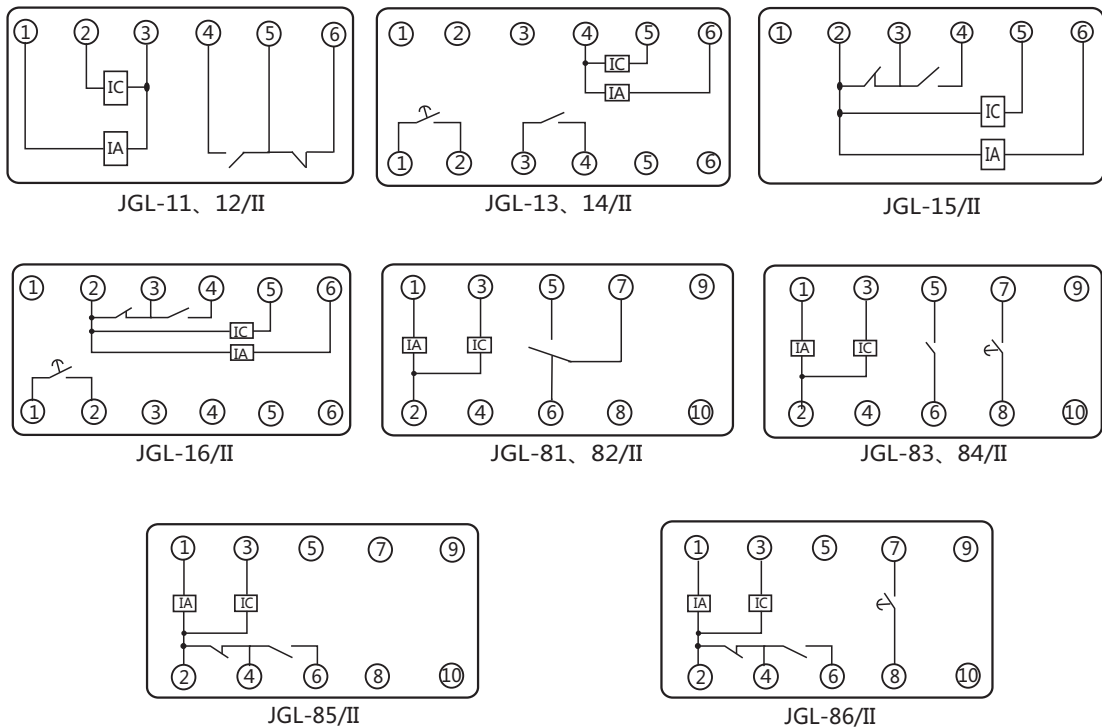 ① ② ③ ④ ⑤ ⑥
IC
IA
JGL-11、12/II
① ② ③ ④ ⑤ ⑥
IC
IA
① ② ③ ④ ⑤ ⑥
JGL-13、14/II
① ② ③ ④ ⑤ ⑥
IC
IA
JGL-15/II
① ② ③ ④ ⑤ ⑥
IC
IA
① ② ③ ④ ⑤ ⑥
JGL-16/II
① ③ ⑤ ⑦ ⑨
IA IC
② ④ ⑥ ⑧ ⑩
JGL-81、82/II
① ③ ⑤ ⑦ ⑨
IA IC
② ④ ⑥ ⑧ ⑩
JGL-83、84/II
① ③ ⑤ ⑦ ⑨
IA IC
② ④ ⑥ ⑧ ⑩
JGL-85/II
① ③ ⑤ ⑦ ⑨
IA IC
② ④ ⑥ ⑧ ⑩
JGL-86/II